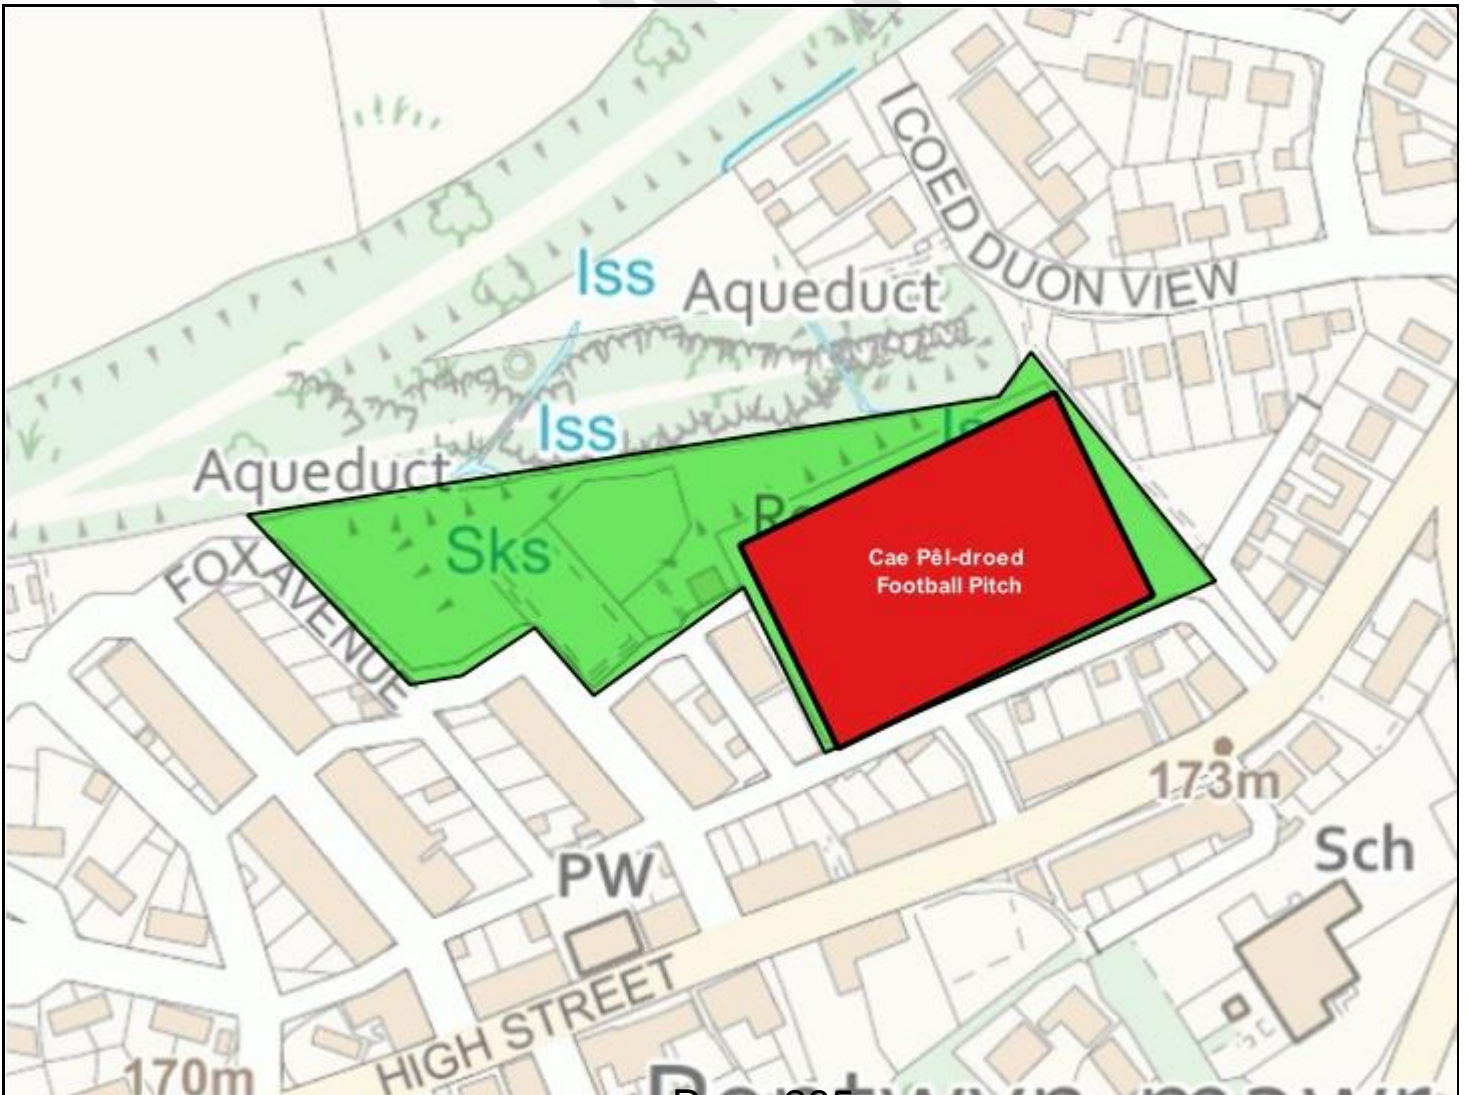 COED DUON VIEW
Iss
Aqueduct
Iss
Aqueduct
Sks
FOX AVENUE
Cae Pêl-droed
Football Pitch
173m
Sch
PW
HIGH STREET
170m